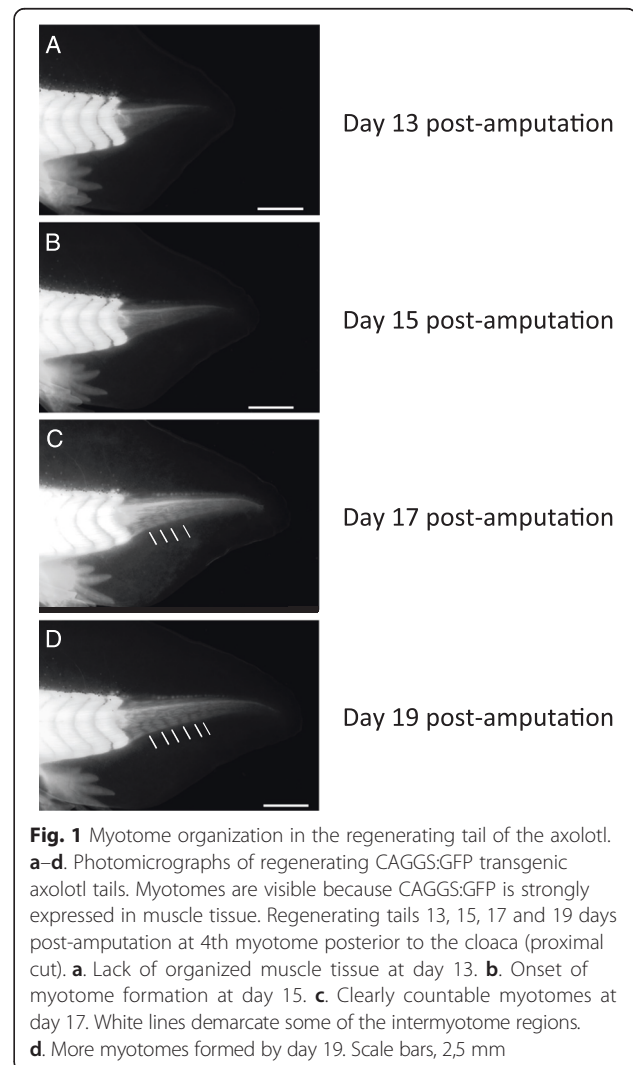 A
Day 13 post-amputation
B
Day 15 post-amputation
C
Day 17 post-amputation
D
Day 19 post-amputation
Fig. 1 Myotome organization in the regenerating tail of the axolotl.
a–d. Photomicrographs of regenerating CAGGS:GFP transgenic
axolotl tails. Myotomes are visible because CAGGS:GFP is strongly
expressed in muscle tissue. Regenerating tails 13, 15, 17 and 19 days
post-amputation at 4th myotome posterior to the cloaca (proximal
cut). a. Lack of organized muscle tissue at day 13. b. Onset of
myotome formation at day 15. c. Clearly countable myotomes at
day 17. White lines demarcate some of the intermyotome regions.
d. More myotomes formed by day 19. Scale bars, 2,5 mm